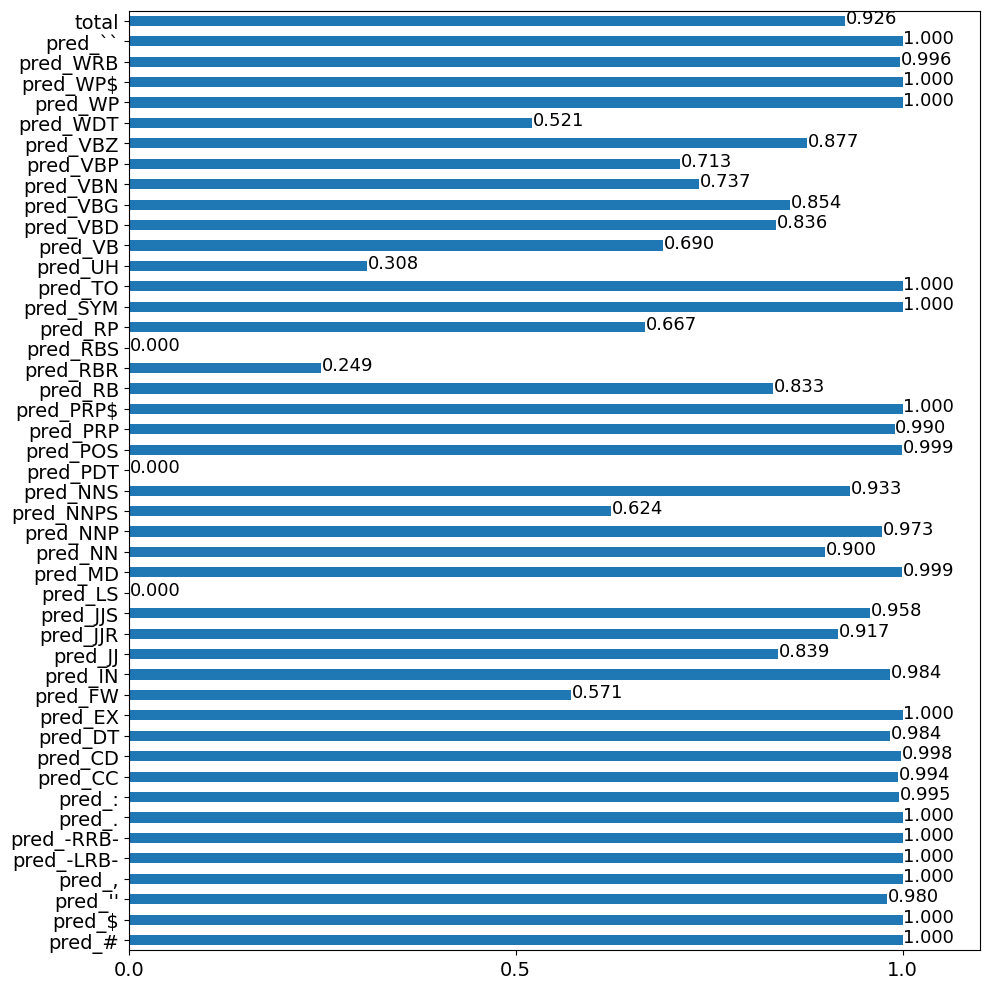 total 0.926
pred_`` 1.000
pred_WRB 0.996
pred_WP$ 1.000
pred_WP 1.000
pred_WDT 0.521
pred_VBZ 0.877
pred_VBP 0.713
pred_VBN 0.737
pred_VBG 0.854
pred_VBD 0.836
pred_VB 0.690
pred_UH 0.308
pred_TO 1.000
pred_SYM 1.000
pred_RP 0.667
pred_RBS 0.000
pred_RBR 0.249
pred_RB 0.833
pred_PRP$ 1.000
pred_PRP 0.990
pred_POS 0.999
pred_PDT 0.000
pred_NNS 0.933
pred_NNPS 0.624
pred_NNP 0.973
pred_NN 0.900
pred_MD 0.999
pred_LS 0.000
pred_JJS 0.958
pred_JJR 0.917
pred_JJ 0.839
pred_IN 0.984
pred_FW 0.571
pred_EX 1.000
pred_DT 0.984
pred_CD 0.998
pred_CC 0.994
pred_: 0.995
pred_. 1.000
pred_-RRB- 1.000
pred_-LRB- 1.000
pred_, 1.000
pred_'' 0.980
pred_$ 1.000
pred_# 1.000
0.0 0.5 1.0